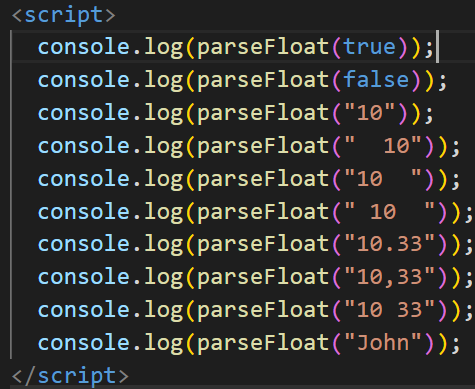 <script>
console.log(parseFloat(true));
console.log(parseFloat(false));
console.log(parseFloat("10"));
console.log(parseFloat("  10"));
console.log(parseFloat("10  "));
console.log(parseFloat(" 10  "));
console.log(parseFloat("10.33"));
console.log(parseFloat("10,33"));
console.log(parseFloat("10 33"));
console.log(parseFloat("John"));
</script>